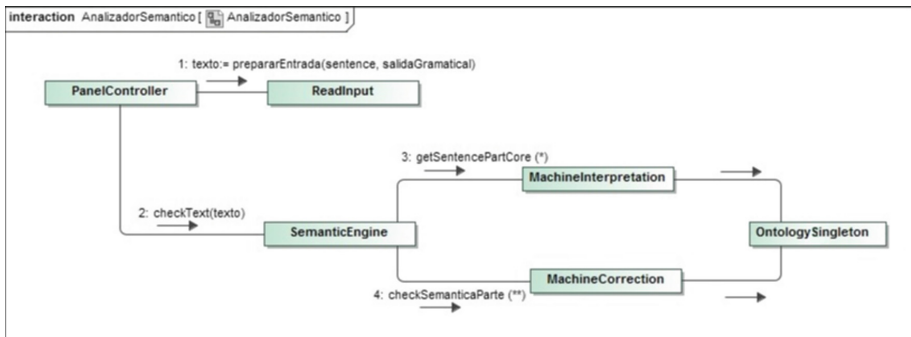 interaction AnalizadorSemantico [ AnalizadorSemantico ]
1: texto:= prepararEntrada(sentence, salidaGramatical)
PanelController
ReadInput
3: getSentencePartCore (*)
MachineInterpretation
2: checkText(texto)
SemanticEngine
OntologySingleton
MachineCorrection
4: checkSemanticaParte (**)